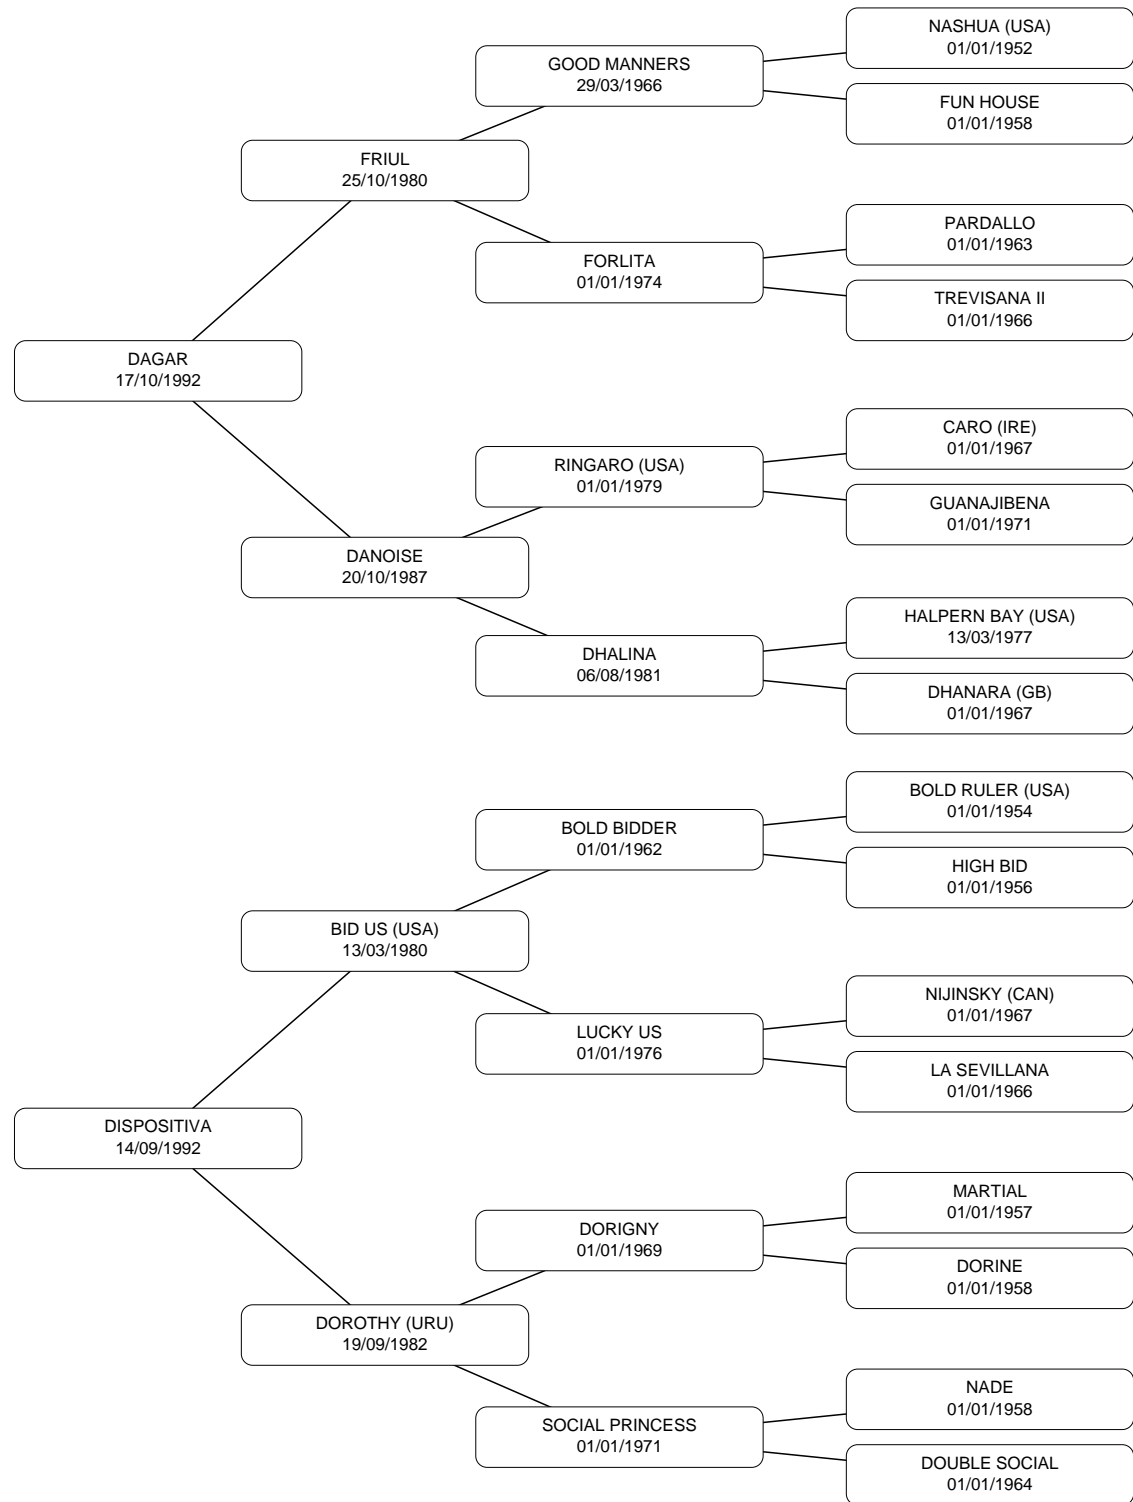 NASHUA (USA)
01/01/1952
GOOD MANNERS
29/03/1966
FUN HOUSE
01/01/1958
FRIUL
25/10/1980
PARDALLO
01/01/1963
FORLITA
01/01/1974
TREVISANA II
01/01/1966
DAGAR
17/10/1992
CARO (IRE)
01/01/1967
RINGARO (USA)
01/01/1979
GUANAJIBENA
01/01/1971
DANOISE
20/10/1987
HALPERN BAY (USA)
13/03/1977
DHALINA
06/08/1981
DHANARA (GB)
01/01/1967
BOLD RULER (USA)
01/01/1954
BOLD BIDDER
01/01/1962
HIGH BID
01/01/1956
BID US (USA)
13/03/1980
NIJINSKY (CAN)
01/01/1967
LUCKY US
01/01/1976
LA SEVILLANA
01/01/1966
DISPOSITIVA
14/09/1992
MARTIAL
01/01/1957
DORIGNY
01/01/1969
DORINE
01/01/1958
DOROTHY (URU)
19/09/1982
NADE
01/01/1958
SOCIAL PRINCESS
01/01/1971
DOUBLE SOCIAL
01/01/1964